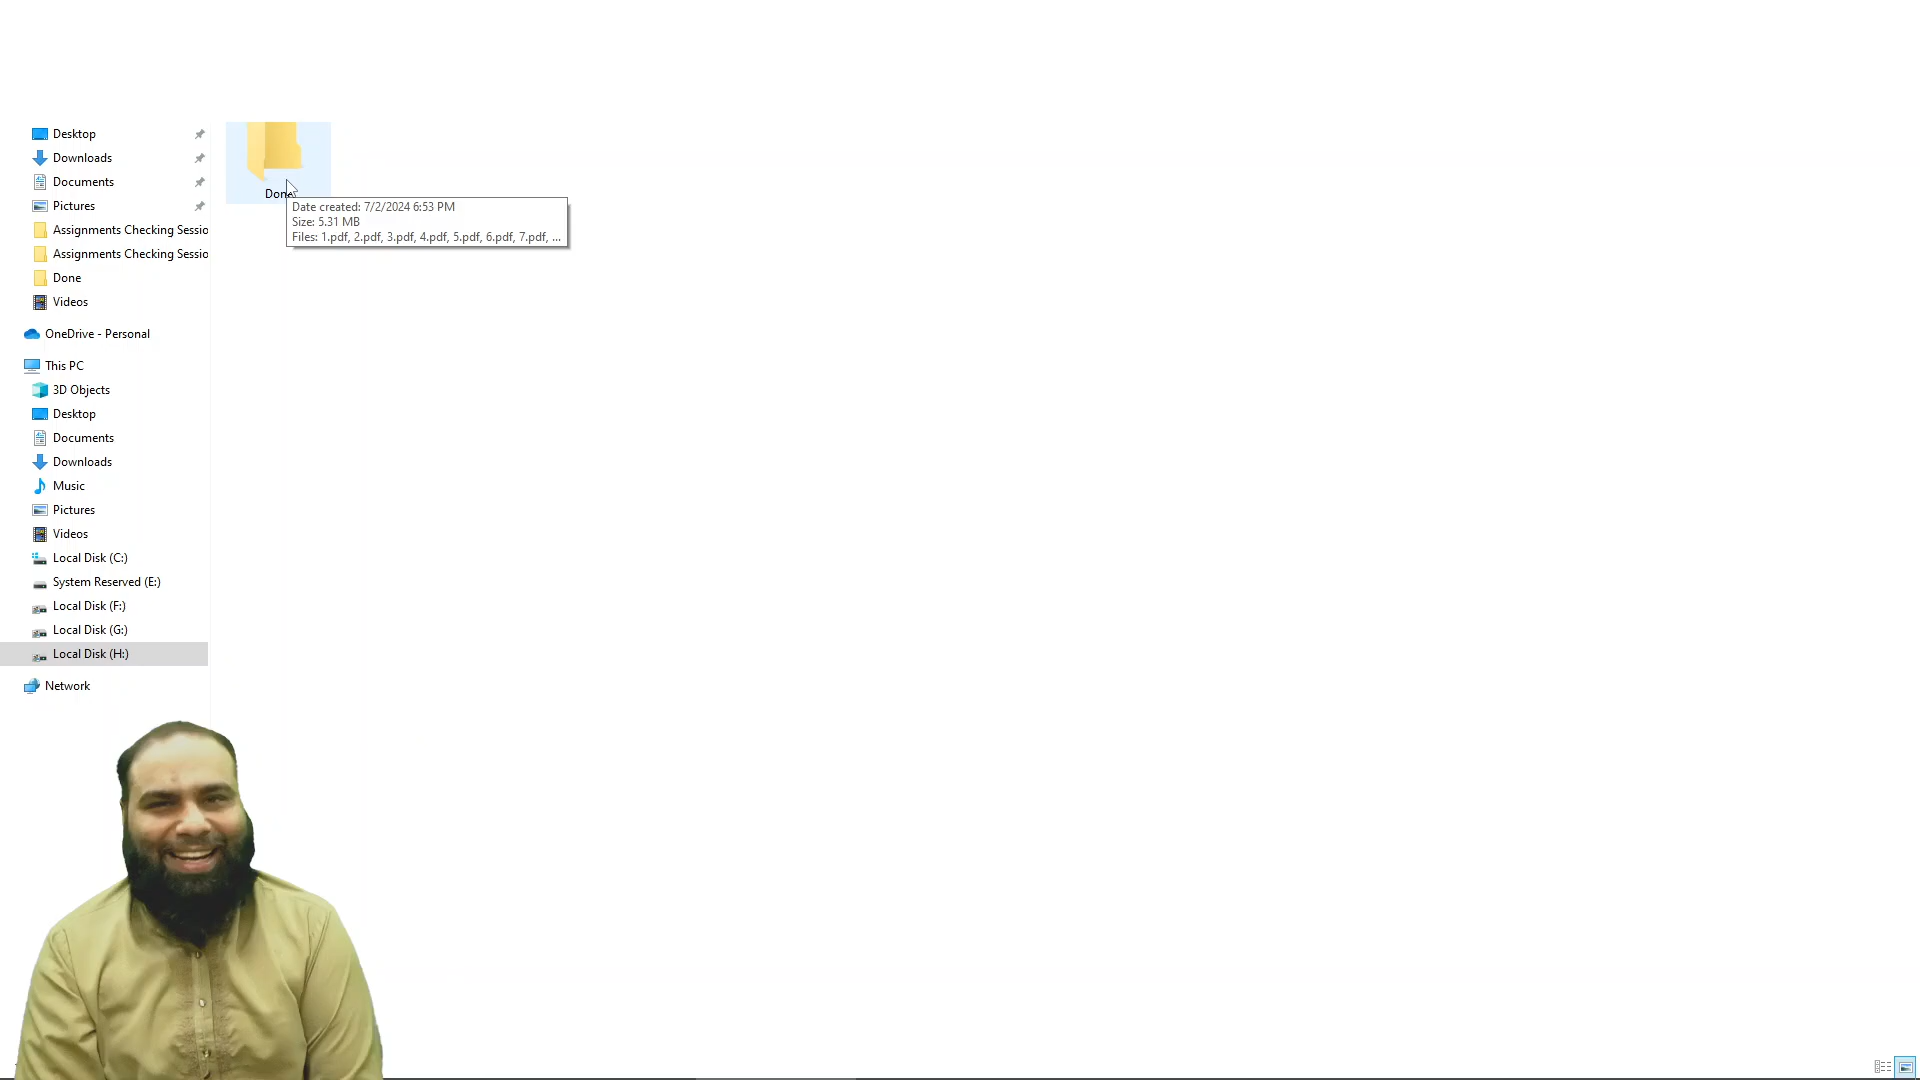 Desktop
Downloads
Documents
Pictures
Assignments Checking Sessio
Assignments Checking Sessio
Done
Videos
OneDrive - Personal
This PC
3D Objects
Desktop
Documents
Downloads
Music
Pictures
Videos
Local Disk (C:)
System Reserved (E:)
Local Disk (F:)
Local Disk (G:)
Local Disk (H:)
Network
Done
Date created: 7/2/2024 6:53 PM
Size: 5.31 MB
Files: 1.pdf, 2.pdf, 3.pdf, 4.pdf, 5.pdf, 6.pdf, 7.pdf, ...